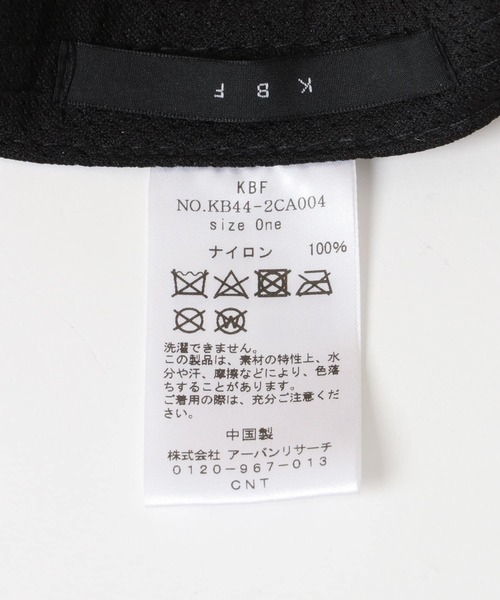 KBF
KBF
NO.KB44-2CA004
size One
ナイロン 100%
洗濯できません。
この製品は、素材の特性上、水
分や汗、摩擦などにより、色落
ちすることがあります。
ご着用の際は、充分ご注意くだ
さい。
中国製
株式会社 アーバンリサーチ
0120-967-013
CNT